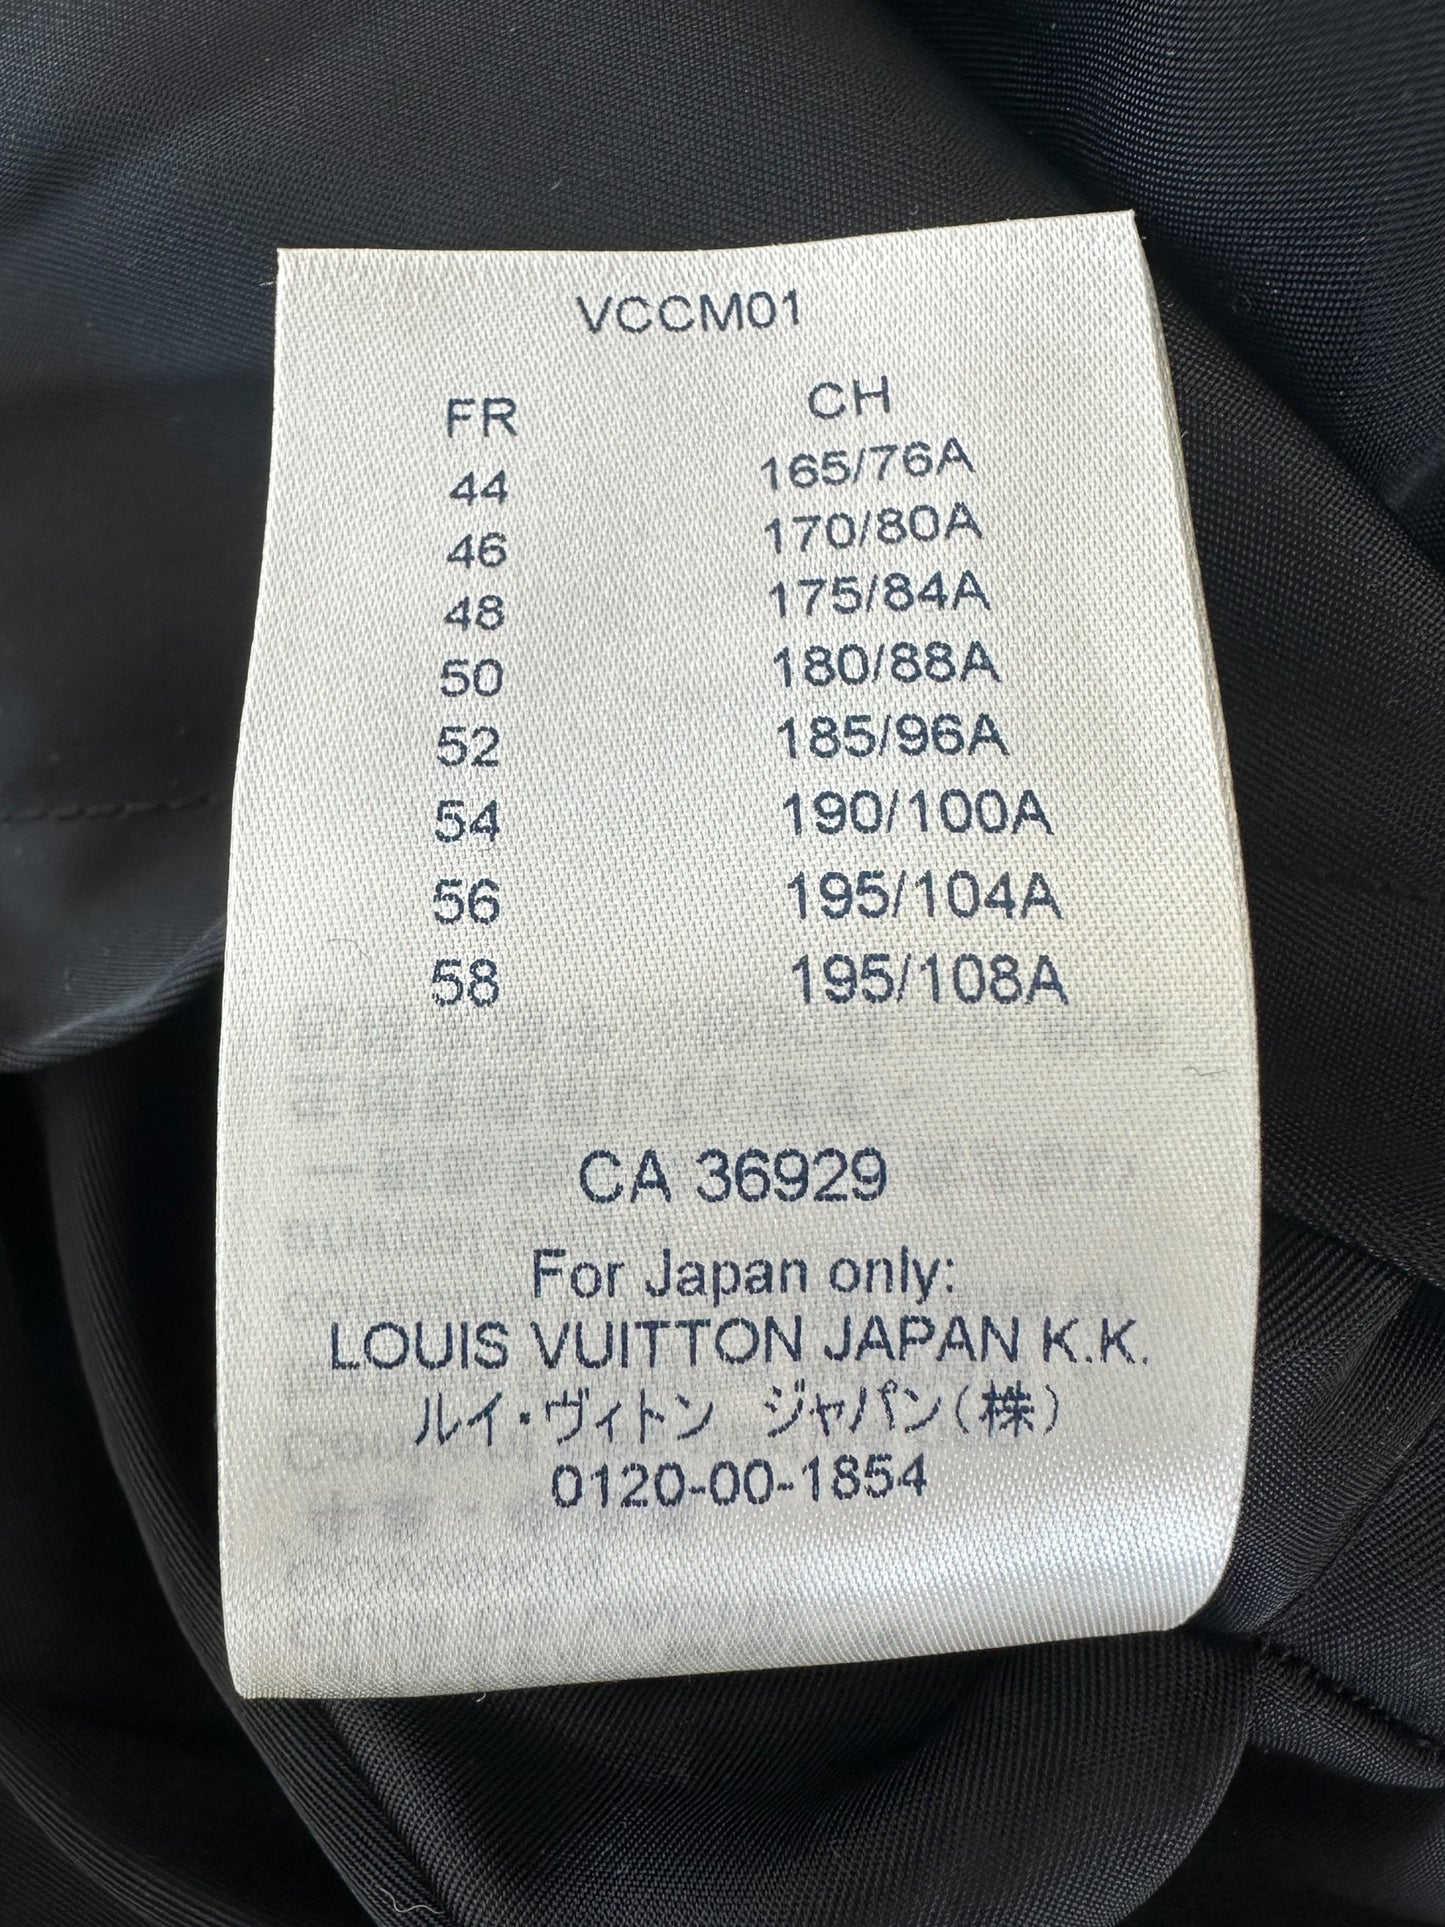 VCCM01
FR CH
44 165/76A
46 170/80A
48 175/84A
50 180/88A
52 185/96A
54 190/100A
56 195/104A
58 195/108A
CA 36929
For Japan only:
LOUIS VUITTON JAPAN K.K.
ルイ・ヴィトン ジャパン(株)
0120-00-1854